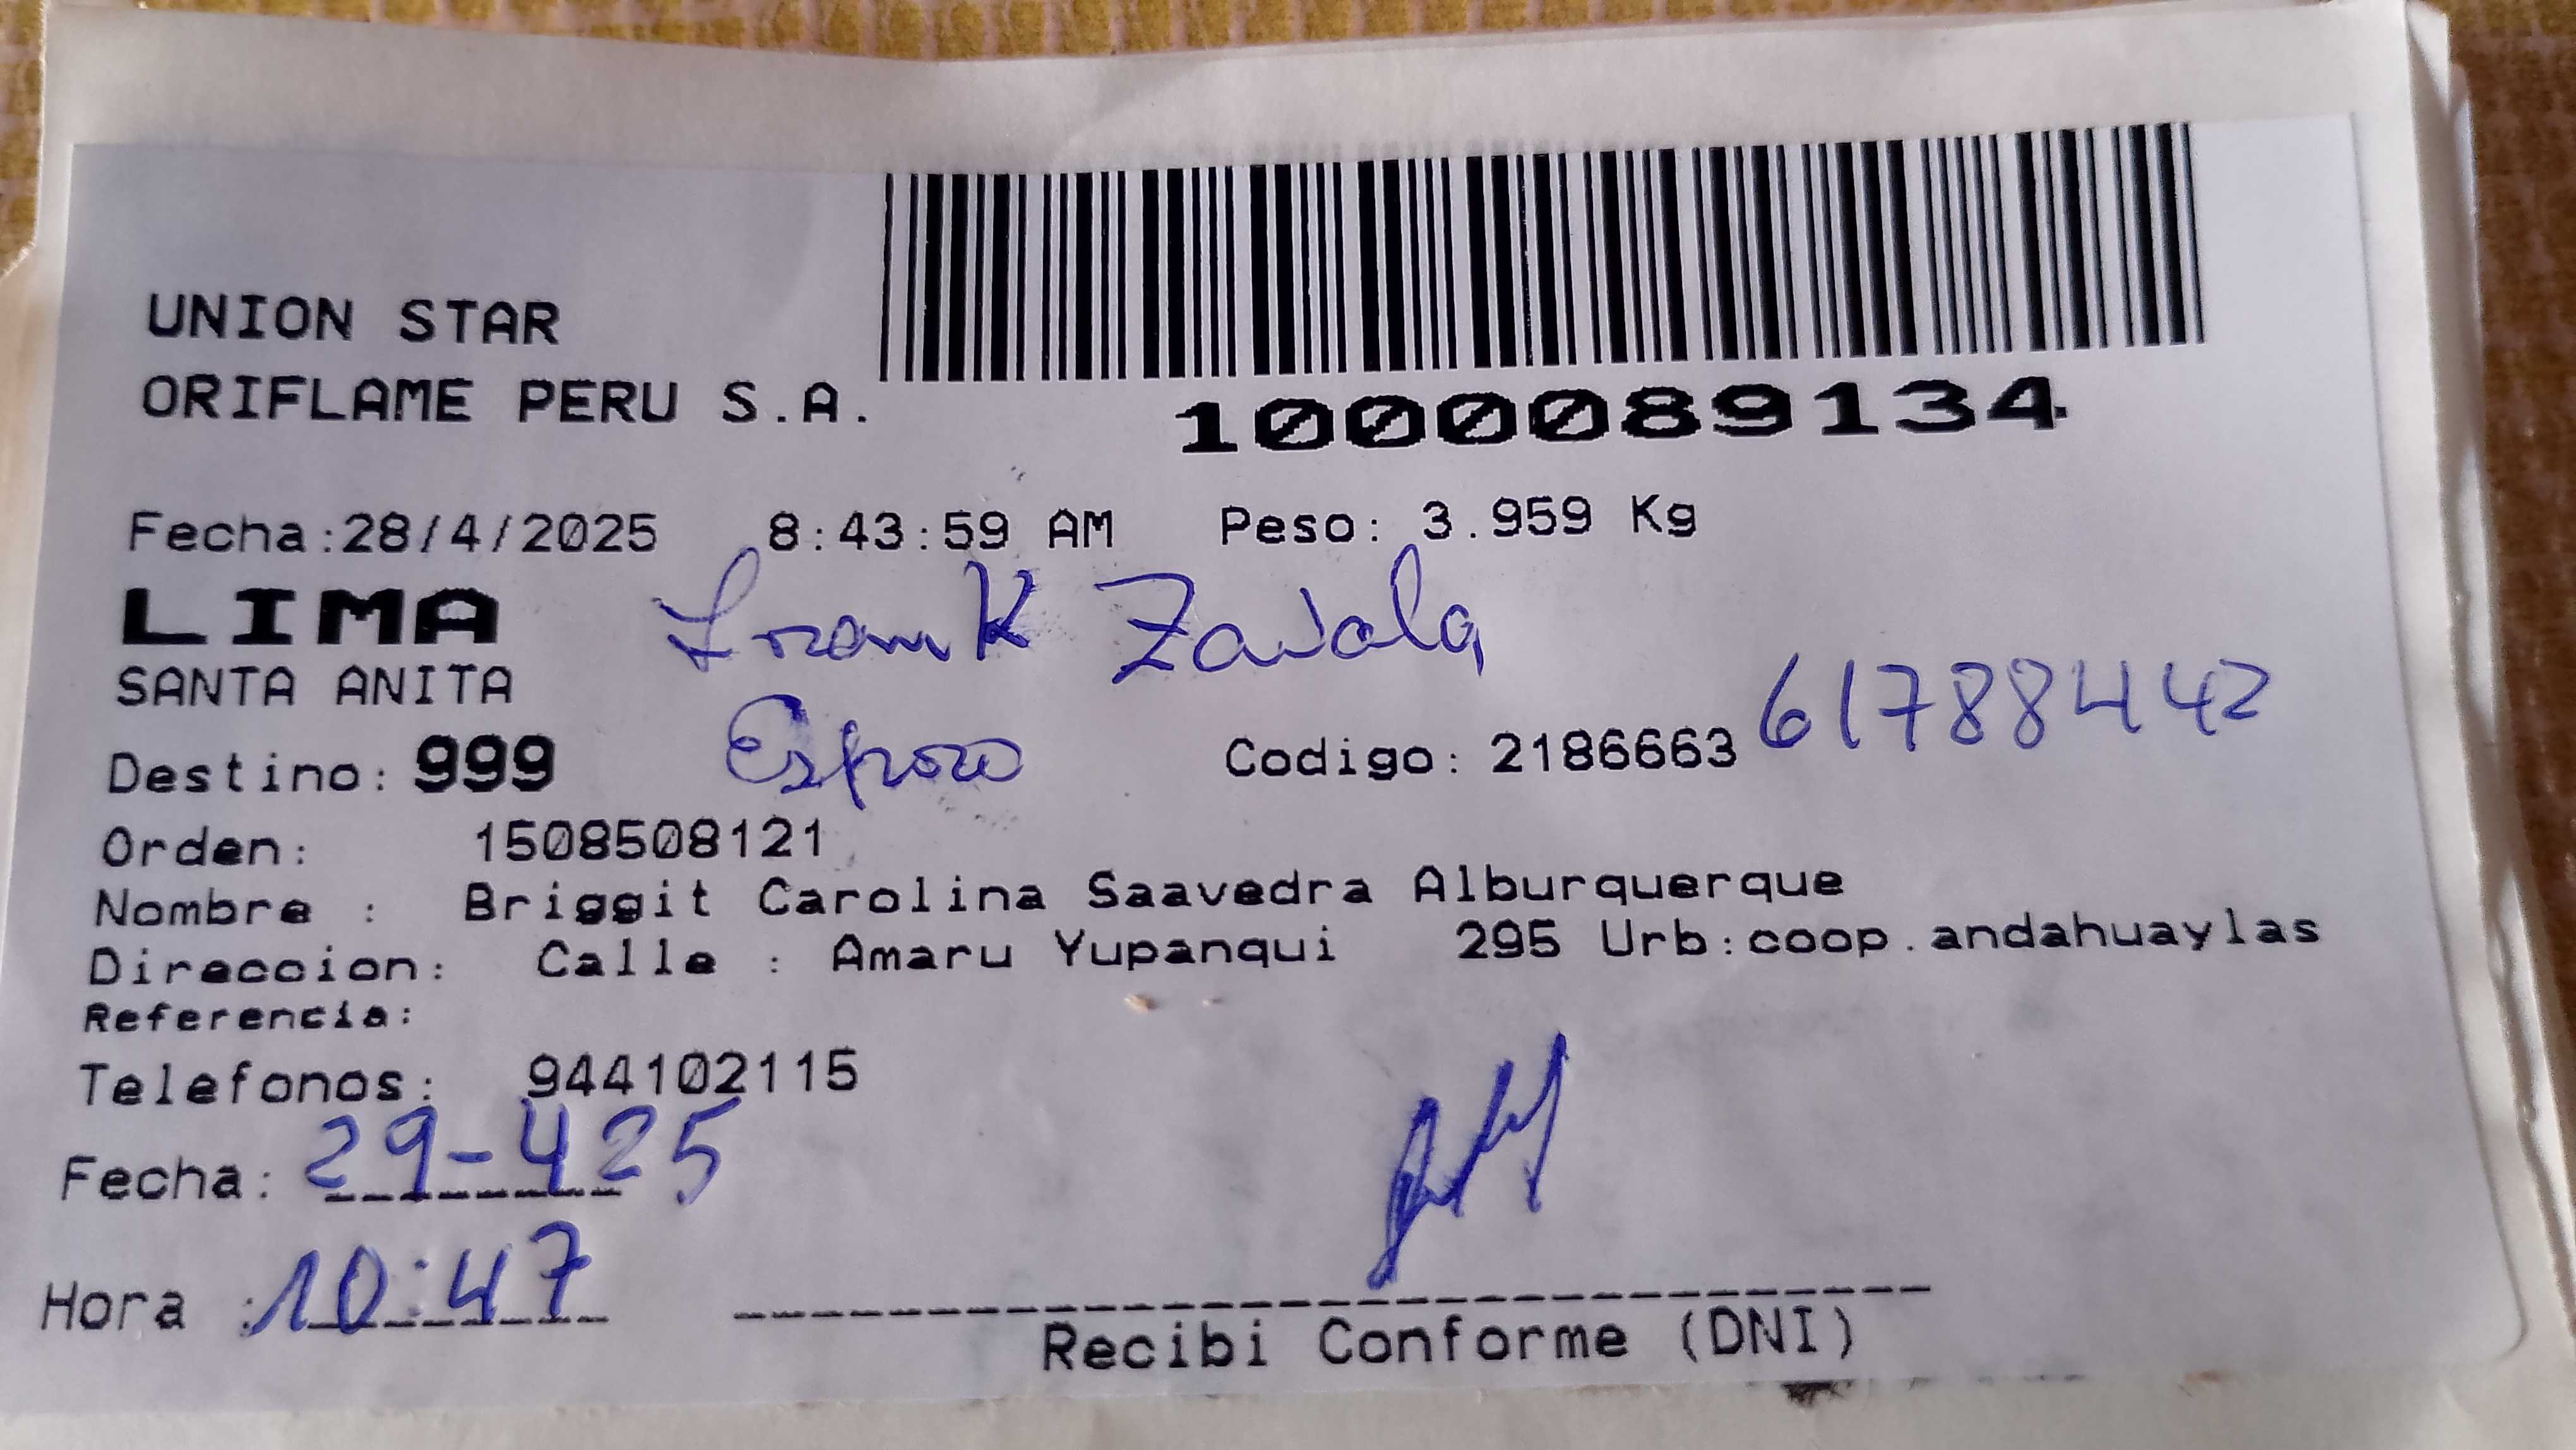 UNION STAR
ORIFLAME PERU S.A.
1000089134
Fecha:28/4/2025 8:43:59 AM Peso: 3.959 Kg
LIMA Frank Zavala
SANTA ANITA
61788442
Destino: 999 Esposo Codigo: 2186663
Orden: 1508508121
Nombre : Briggit Carolina Saavedra Alburquerque
Direccion: Calle : Amaru Yupanqui 295 Urb:coop.andahuaylas
Referencia:
Telefonos: 944102115
Fecha: 29-4 25
Hora : 10:47
Recibi Conforme (DNI)